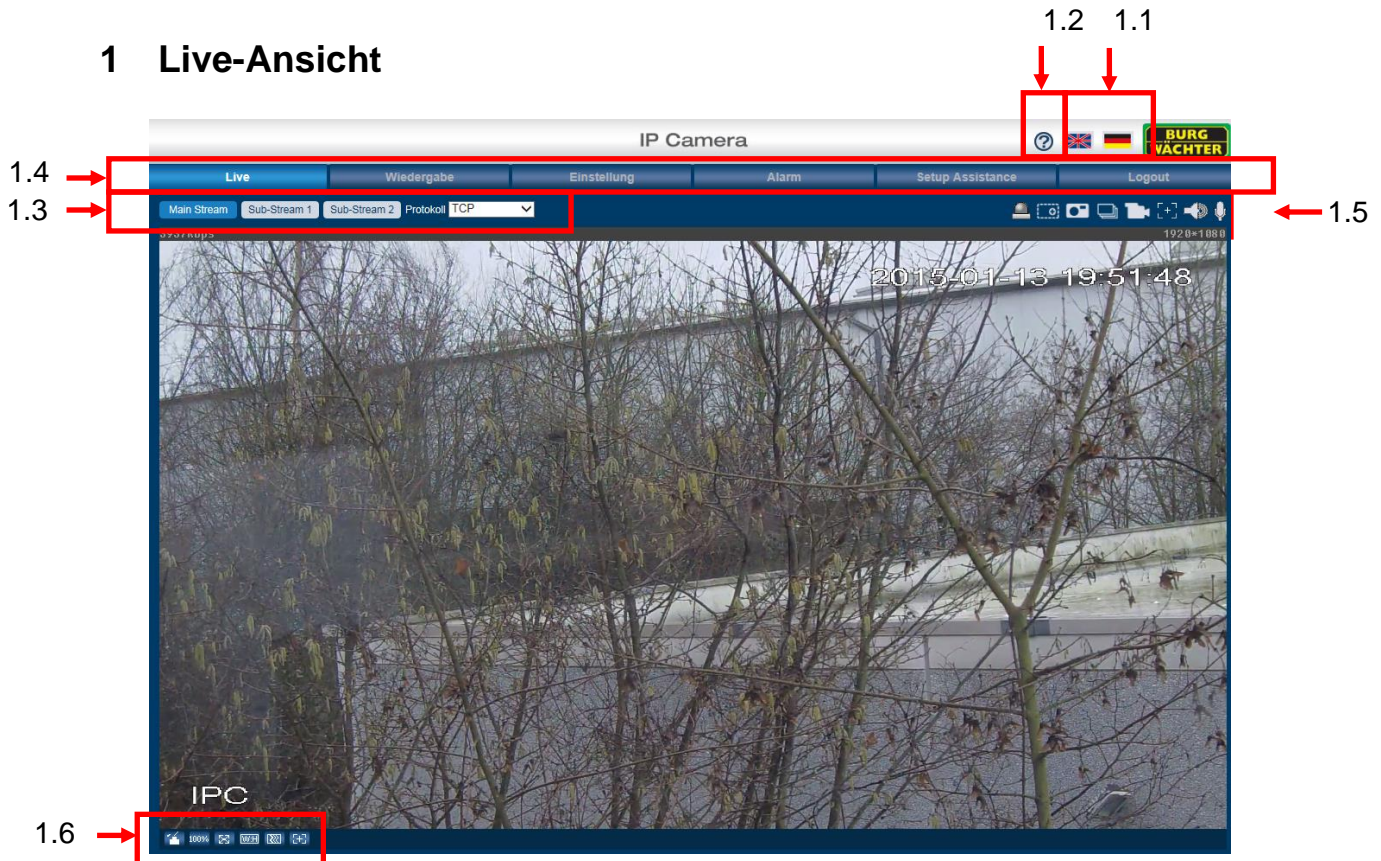 1.2 1.1
1 Live-Ansicht
IP Camera
BURG
WÄCHTER
1.4
Live Wiedergabe Einstellung Alarm Setup Assistance Logout
1.3
Main Stream Sub-Stream 1 Sub-Stream 2 Protokoll TCP
1.5
1920*1080
2015-01-13 19:51:48
IPC
1.6
100% W:H